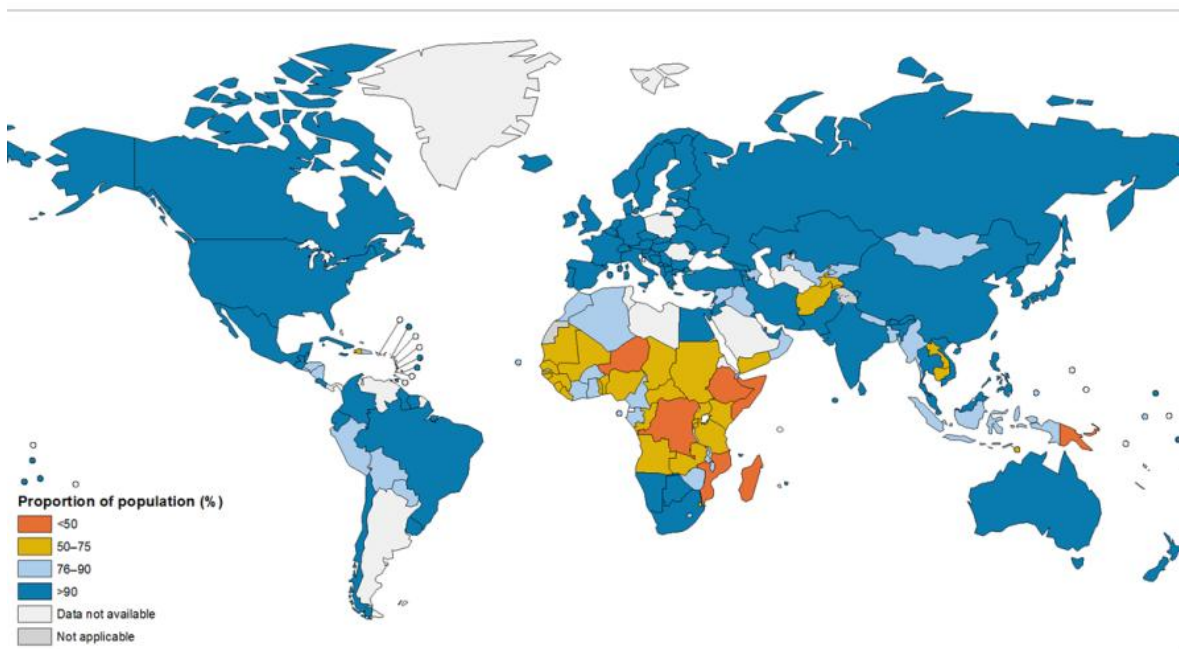 Proportion of population (%)
<50
50–75
76–90
>90
Data not available
Not applicable